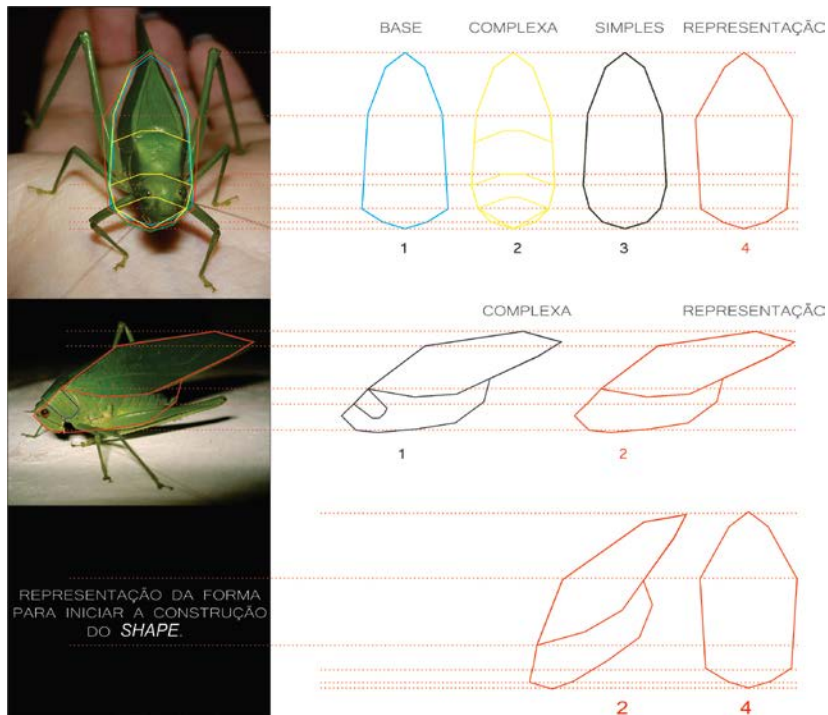 BASE COMPLEXA SIMPLES REPRESENTAÇÃO
1 2 3 4
COMPLEXA REPRESENTAÇÃO
1 2
REPRESENTAÇÃO DA FORMA
PARA INICIAR A CONSTRUÇÃO
DO SHAPE.
2 4